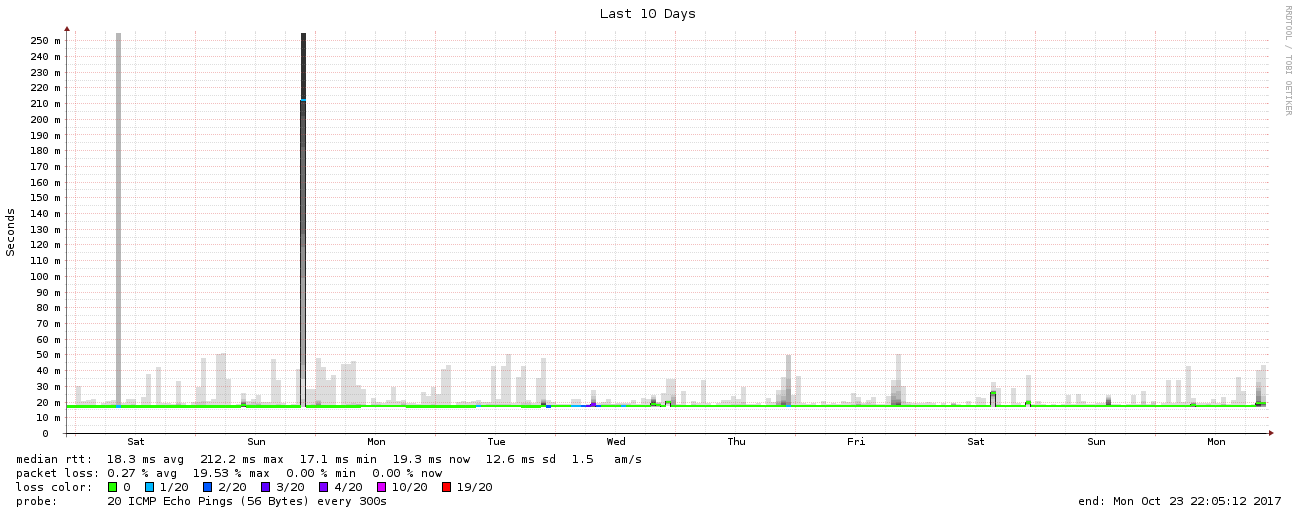 Last 10 Days
RRDTOOL / TOBI OETIKER
Seconds
250 m
240 m
230 m
220 m
210 m
200 m
190 m
180 m
170 m
160 m
150 m
140 m
130 m
120 m
110 m
100 m
90 m
80 m
70 m
60 m
50 m
40 m
30 m
20 m
10 m
0
Sat Sun Mon Tue Wed Thu Fri Sat Sun Mon
median rtt: 18.3 ms avg 212.2 ms max 17.1 ms min 19.3 ms now 12.6 ms sd 1.5 am/s
packet loss: 0.27 % avg 19.53 % max 0.00 % min 0.00 % now
loss color: 0 1/20 2/20 3/20 4/20 10/20 19/20
probe: 20 ICMP Echo Pings (56 Bytes) every 300s end: Mon Oct 23 22:05:12 2017